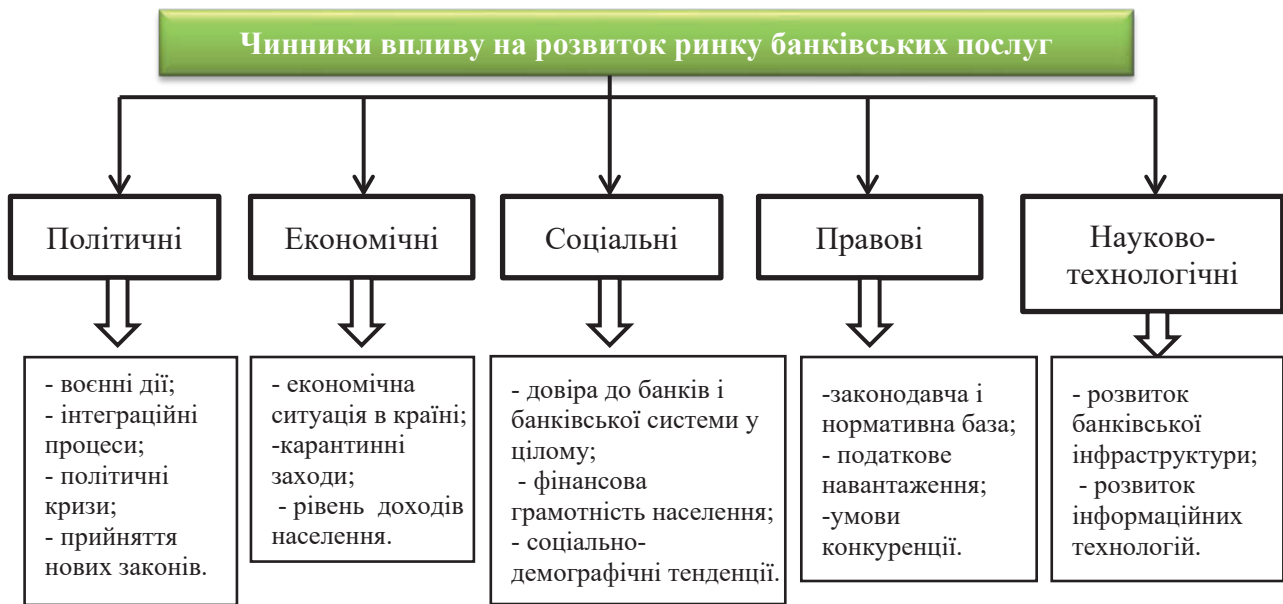 Чинники впливу на розвиток ринку банківських послуг
Політичні
Економічні
Соціальні
Правові
Науково-
технологічні
- воєнні дії;
- інтеграційні
процеси;
- політичні
кризи;
- прийняття
нових законів.
- економічна
ситуація в країні;
-карантинні
заходи;
- рівень доходів
населення.
- довіра до банків і
банківської системи у
цілому;
- фінансова
грамотність населення;
- соціально-
демографічні тенденції.
-законодавча і
нормативна база;
- податкове
навантаження;
-умови
конкуренції.
- розвиток
банківської
інфраструктури;
- розвиток
інформаційних
технологій.